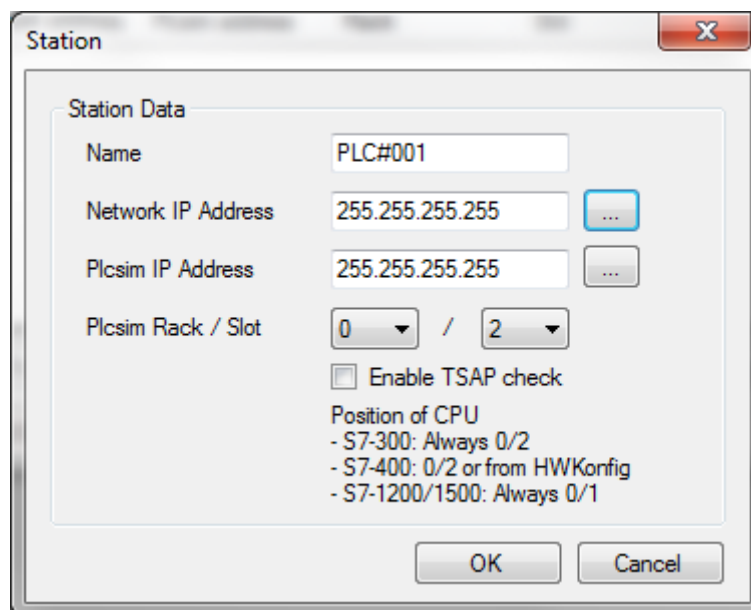 Station
Station Data
Name PLC#001
Network IP Address 255.255.255.255 ...
Plcsim IP Address 255.255.255.255 ...
Plcsim Rack / Slot 0 / 2
Enable TSAP check
Position of CPU
- S7-300: Always 0/2
- S7-400: 0/2 or from HWKonfig
- S7-1200/1500: Always 0/1
OK Cancel